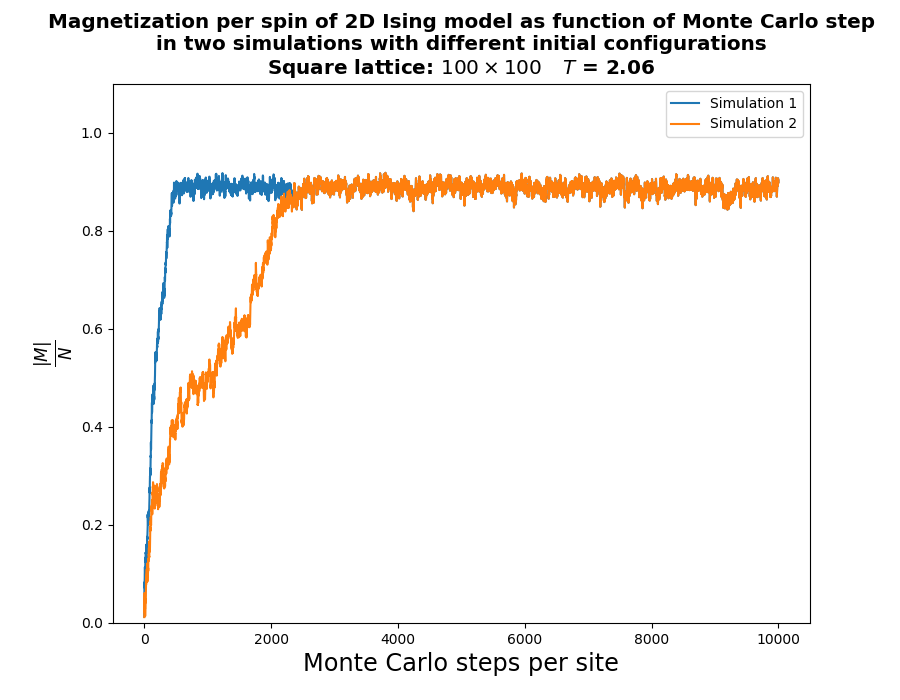 Magnetization per spin of 2D Ising model as function of Monte Carlo step
in two simulations with different initial configurations
Square lattice: 100 × 100 T = 2.06
Simulation 1
Simulation 2
1.0
0.8
0.6
0.4
0.2
0.0
|M|
N
0
2000
4000
6000
8000
10000
Monte Carlo steps per site